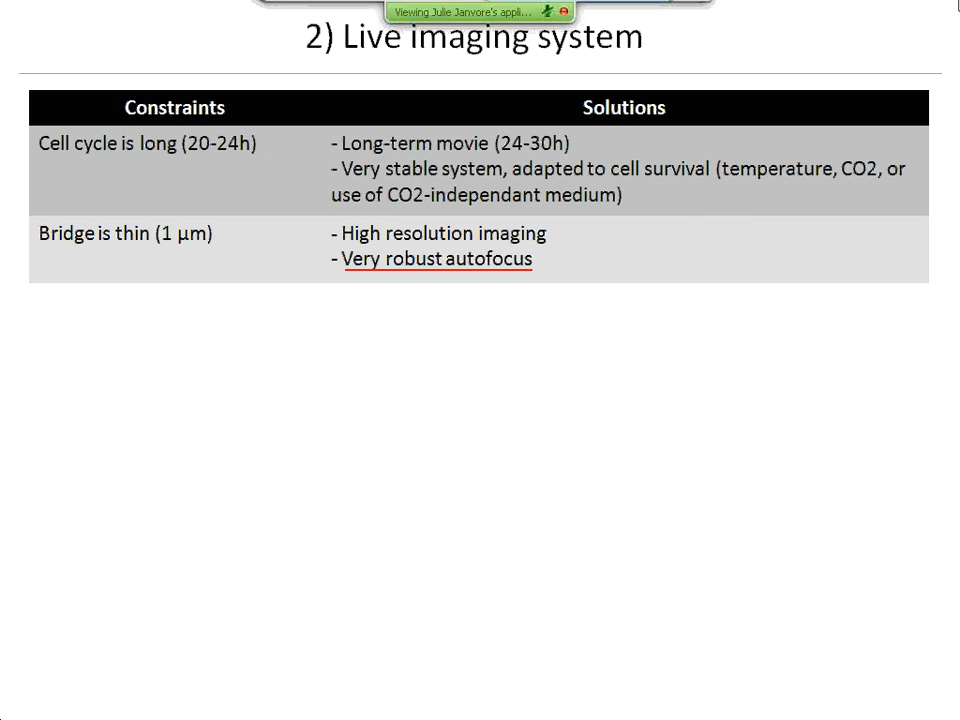 Viewing Julie Janvore's appli...
2) Live imaging system
Constraints
Solutions
Cell cycle is long (20-24h)
- Long-term movie (24-30h)
- Very stable system, adapted to cell survival (temperature, CO2, or
use of CO2-independant medium)
Bridge is thin (1 µm)
- High resolution imaging
- Very robust autofocus